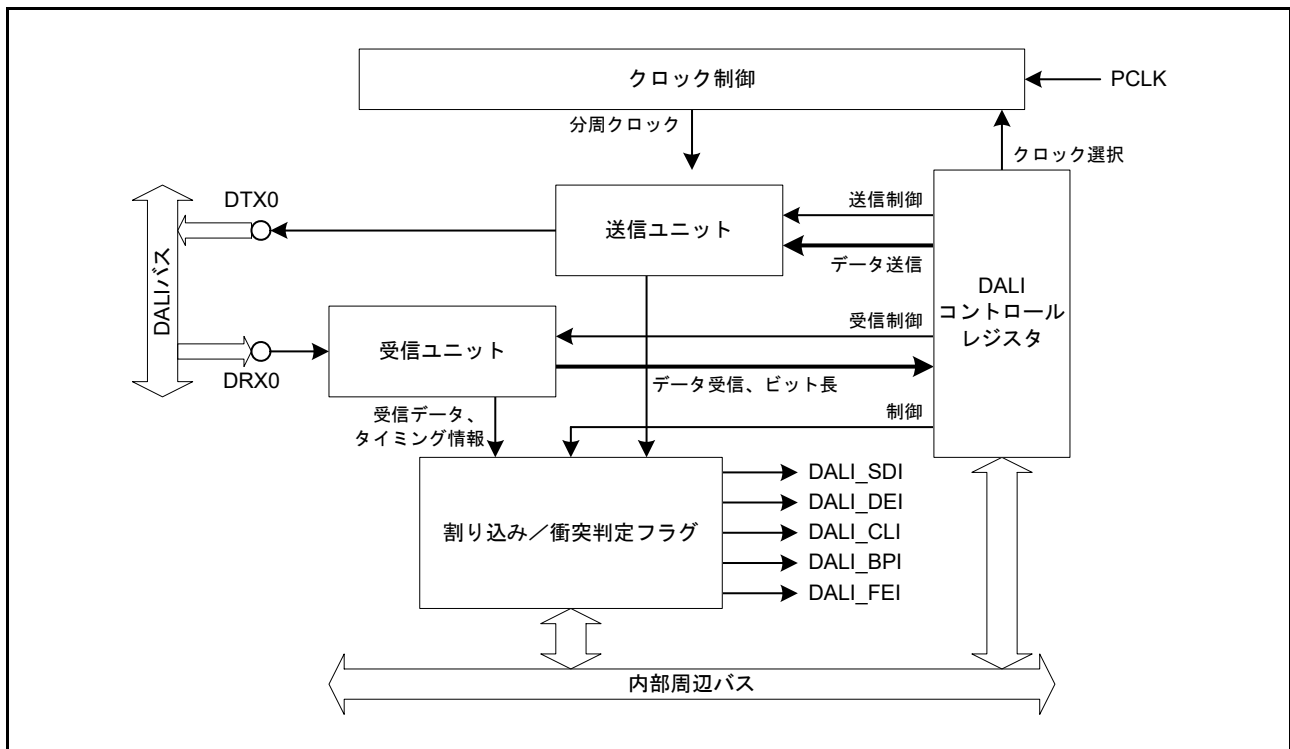 クロック制御
PCLK
分周クロック
クロック選択
DTX0
送信ユニット
送信制御
データ送信
DALIバス
DALI
コントロール
レジスタ
受信制御
受信ユニット
DRX0
データ受信、ビット長
受信データ、
タイミング情報
制御
割り込み／衝突判定フラグ
DALI_SDI
DALI_DEI
DALI_CLI
DALI_BPI
DALI_FEI
内部周辺バス